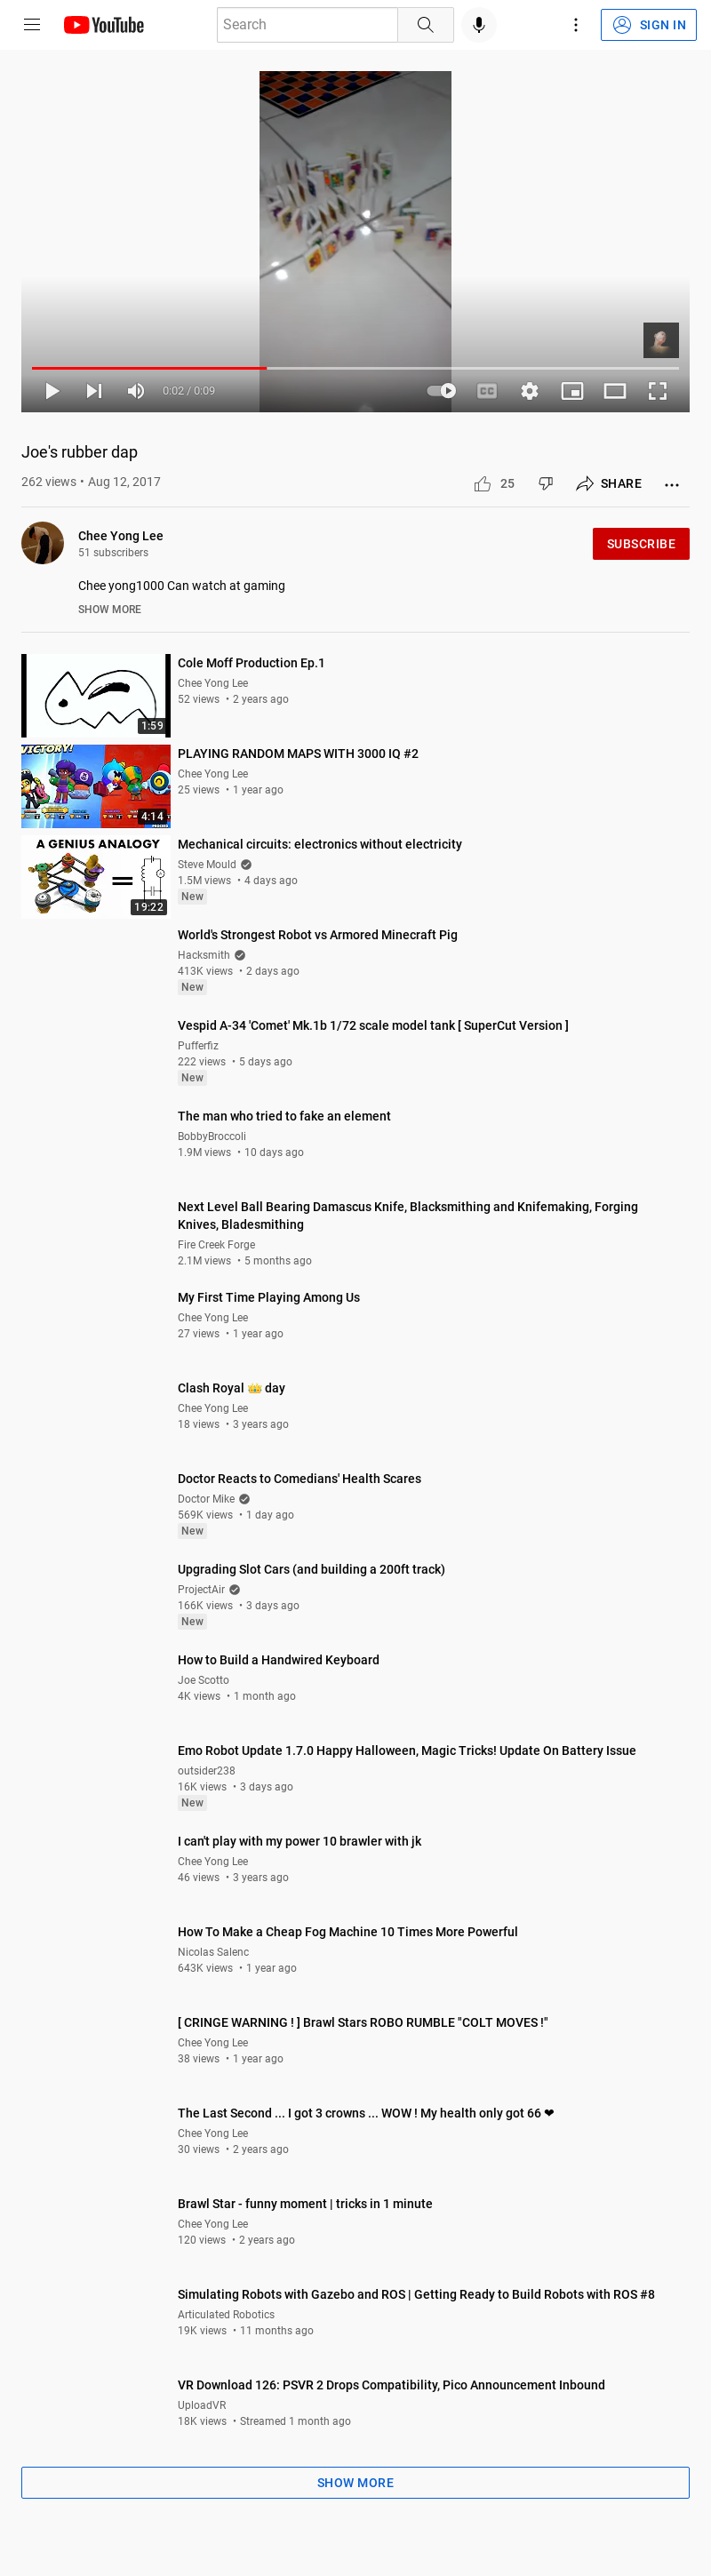 YouTube
Search
SIGN IN
0:02 / 0:09
CC
Joe's rubber dap
262 views • Aug 12, 2017
25
SHARE
Chee Yong Lee
51 subscribers
SUBSCRIBE
Chee yong1000 Can watch at gaming
SHOW MORE
1:59
Cole Moff Production Ep.1
Chee Yong Lee
52 views • 2 years ago
VICTORY!
4:14
PLAYING RANDOM MAPS WITH 3000 IQ #2
Chee Yong Lee
25 views • 1 year ago
A GENIUS ANALOGY
=
19:22
Mechanical circuits: electronics without electricity
Steve Mould
1.5M views • 4 days ago
New
World's Strongest Robot vs Armored Minecraft Pig
Hacksmith
413K views • 2 days ago
New
Vespid A-34 'Comet' Mk.1b 1/72 scale model tank [ SuperCut Version ]
Pufferfiz
222 views • 5 days ago
New
The man who tried to fake an element
BobbyBroccoli
1.9M views • 10 days ago
Next Level Ball Bearing Damascus Knife, Blacksmithing and Knifemaking, Forging
Knives, Bladesmithing
Fire Creek Forge
2.1M views • 5 months ago
My First Time Playing Among Us
Chee Yong Lee
27 views • 1 year ago
Clash Royal 👑 day
Chee Yong Lee
18 views • 3 years ago
Doctor Reacts to Comedians' Health Scares
Doctor Mike
569K views • 1 day ago
New
Upgrading Slot Cars (and building a 200ft track)
ProjectAir
166K views • 3 days ago
New
How to Build a Handwired Keyboard
Joe Scotto
4K views • 1 month ago
Emo Robot Update 1.7.0 Happy Halloween, Magic Tricks! Update On Battery Issue
outsider238
16K views • 3 days ago
New
I can't play with my power 10 brawler with jk
Chee Yong Lee
46 views • 3 years ago
How To Make a Cheap Fog Machine 10 Times More Powerful
Nicolas Salenc
643K views • 1 year ago
[ CRINGE WARNING ! ] Brawl Stars ROBO RUMBLE "COLT MOVES !"
Chee Yong Lee
38 views • 1 year ago
The Last Second ... I got 3 crowns ... WOW ! My health only got 66 ❤
Chee Yong Lee
30 views • 2 years ago
Brawl Star - funny moment | tricks in 1 minute
Chee Yong Lee
120 views • 2 years ago
Simulating Robots with Gazebo and ROS | Getting Ready to Build Robots with ROS #8
Articulated Robotics
19K views • 11 months ago
VR Download 126: PSVR 2 Drops Compatibility, Pico Announcement Inbound
UploadVR
18K views • Streamed 1 month ago
SHOW MORE